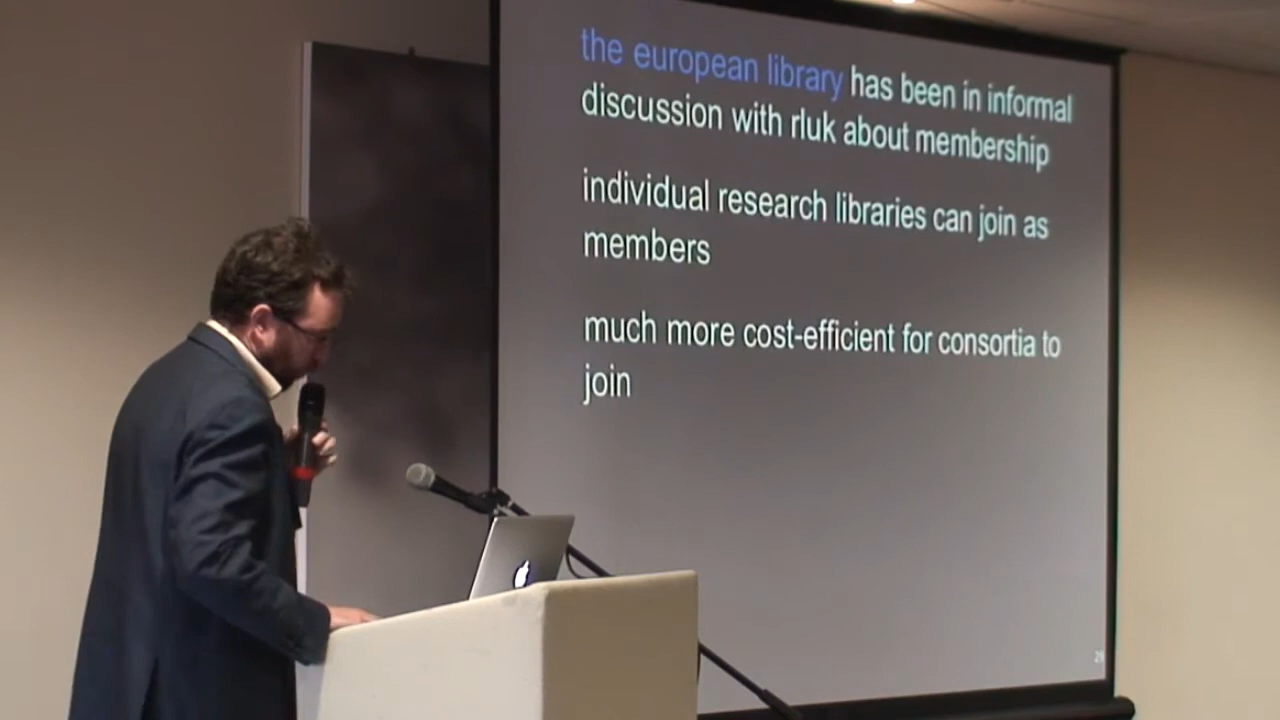 the european library has been in informal
discussion with rluk about membership
individual research libraries can join as
members
much more cost-efficient for consortia to
join